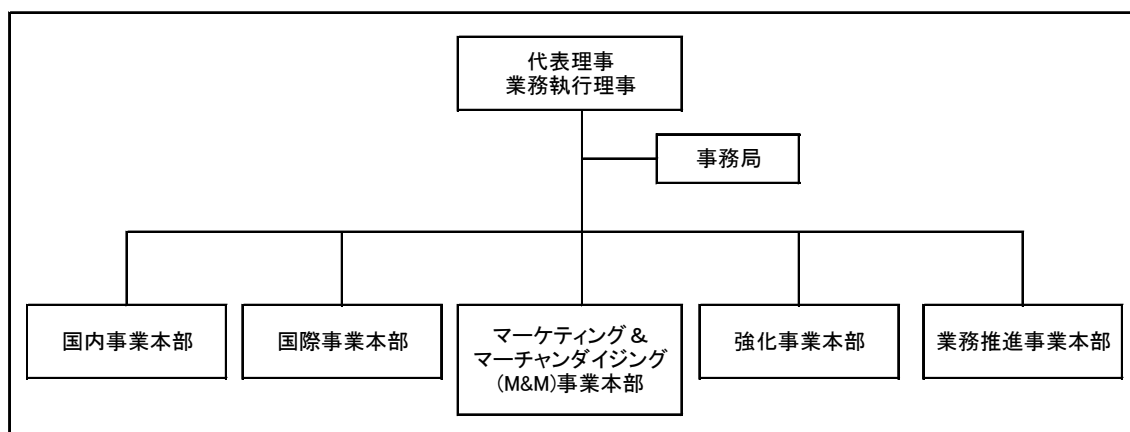 代表理事
業務執行理事
事務局
国内事業本部
国際事業本部
マーケティング&
マーチャンダイジング
(M&M)事業本部
強化事業本部
業務推進事業本部